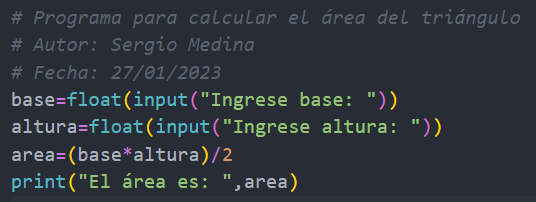 # Programa para calcular el área del triángulo
# Autor: Sergio Medina
# Fecha: 27/01/2023
base=float(input("Ingrese base: "))
altura=float(input("Ingrese altura: "))
area=(base*altura)/2
print("El área es: ",area)